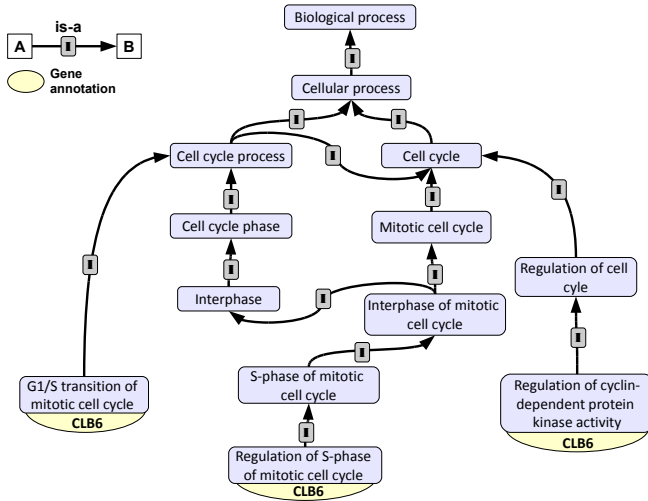 is-a
A I B
Gene
annotation
Biological process
I
Cellular process
I
I
Cell cycle process
I
Cell cycle
I
I
I
Cell cycle phase
Mitotic cell cycle
I
I
I
Regulation of cell
cyle
Interphase
I
Interphase of mitotic
cell cycle
I
I
G1/S transition of
mitotic cell cycle
CLB6
S-phase of mitotic
cell cycle
Regulation of cyclin-
dependent protein
kinase activity
CLB6
I
Regulation of S-phase
of mitotic cell cycle
CLB6